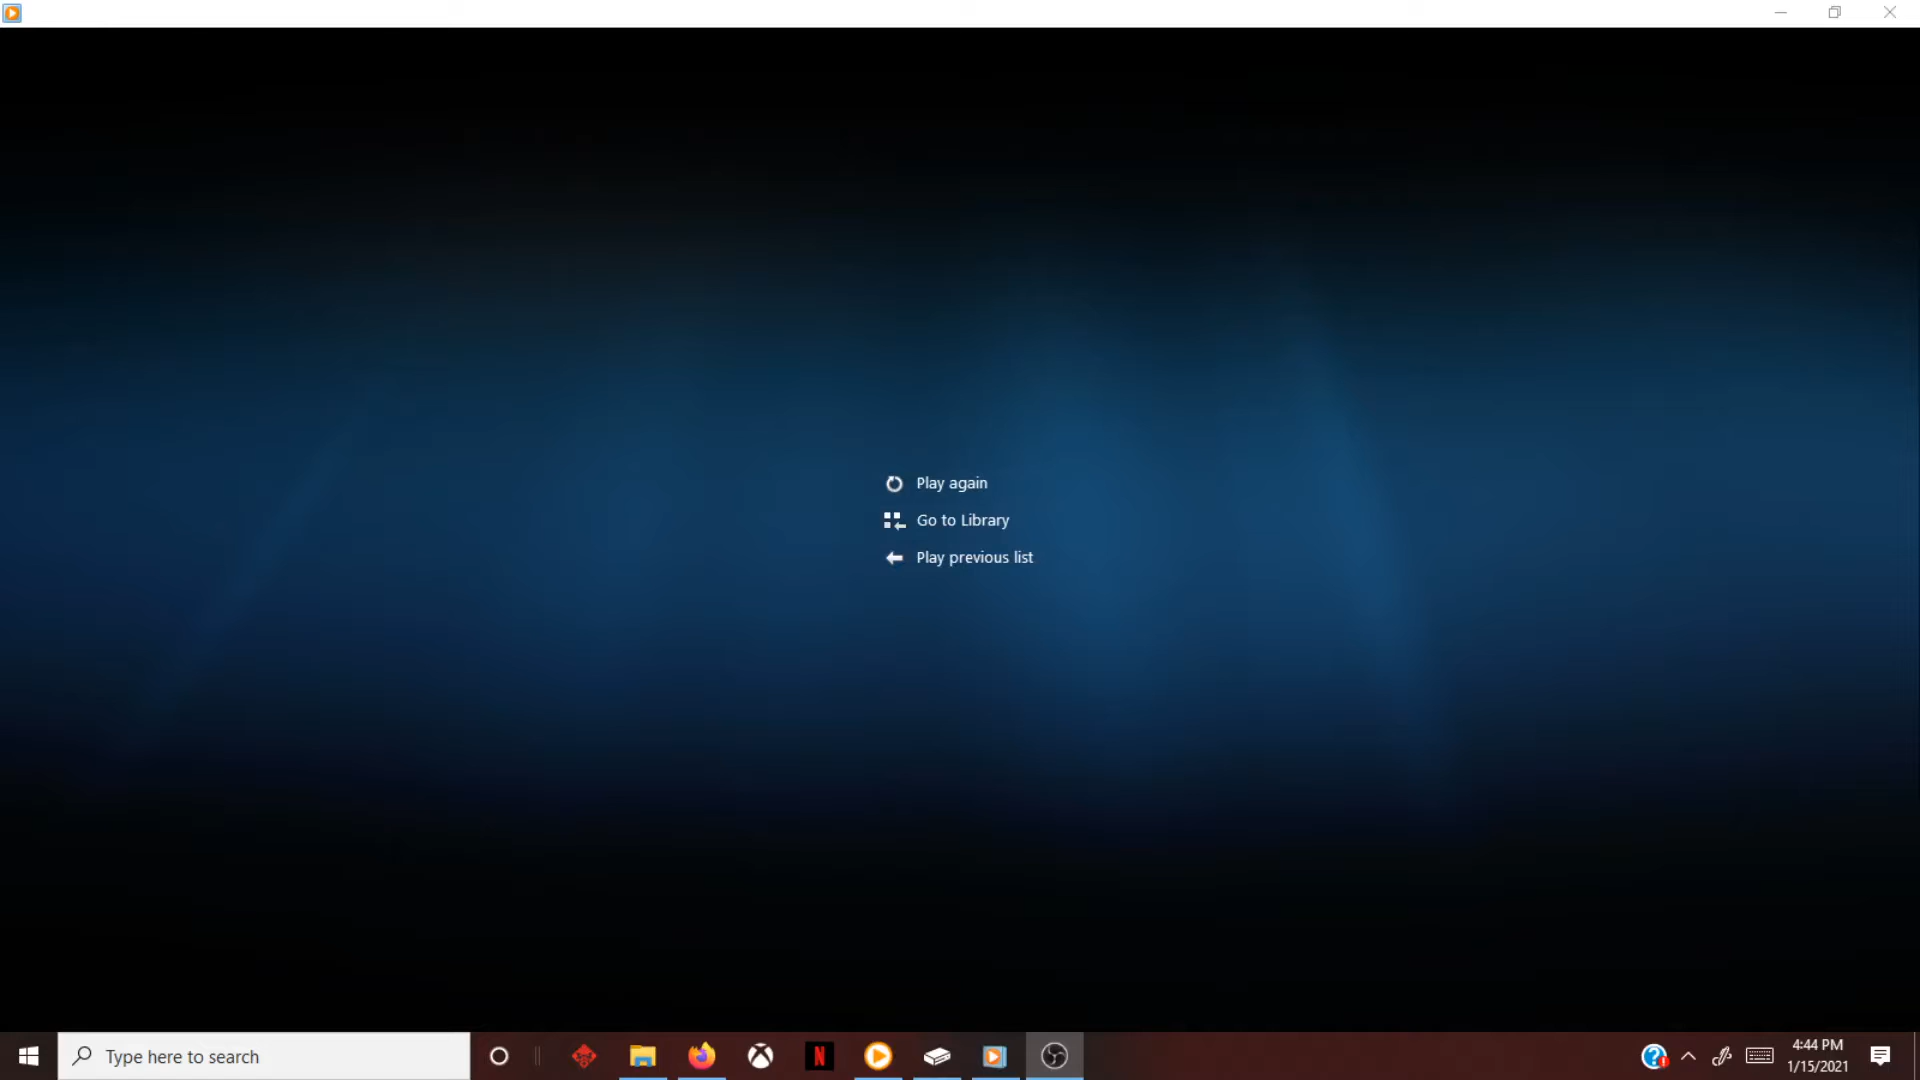 Play again
Go to Library
Play previous list
Type here to search
N
4:44 PM
1/15/2021